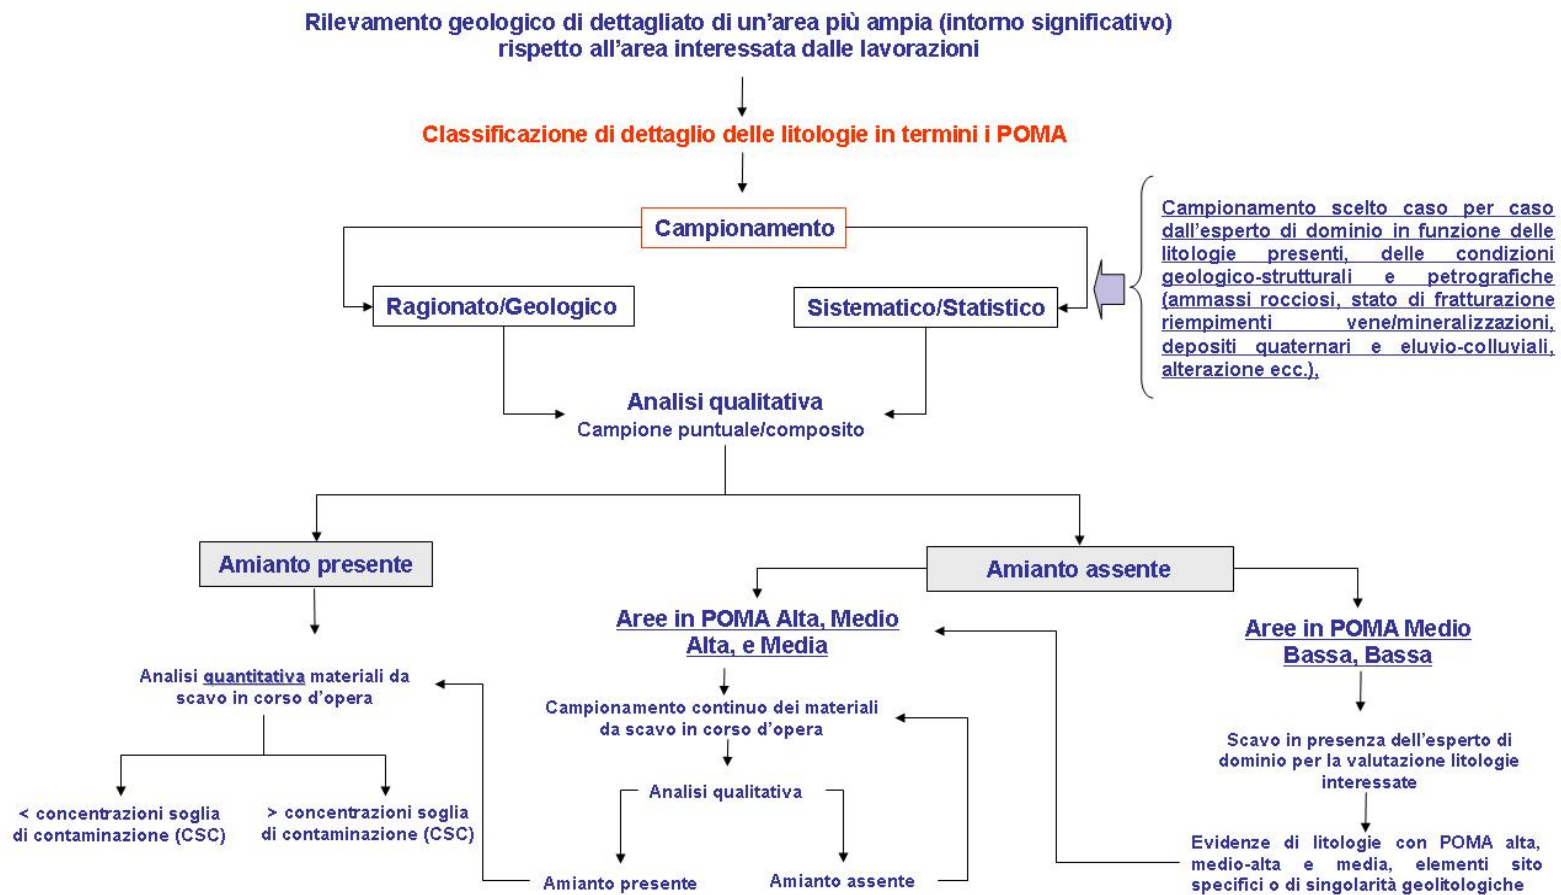 Rilevamento geologico di dettagliato di un'area più ampia (intorno significativo)
rispetto all'area interessata dalle lavorazioni
Classificazione di dettaglio delle litologie in termini i POMA
Campionamento
Campionamento scelto caso per caso
dall'esperto di dominio in funzione delle
litologie presenti, delle condizioni
geologico-strutturali e petrografiche
(ammassi rocciosi, stato di fratturazione
riempimenti vene/mineralizzazioni,
depositi quaternari e eluvio-colluviali,
alterazione ecc.),
Ragionato/Geologico
Sistematico/Statistico
Analisi qualitativa
Campione puntuale/composito
Amianto presente
Amianto assente
Aree in POMA Alta, Medio
Alta, e Media
Aree in POMA Medio
Bassa, Bassa
Analisi quantitativa materiali da
scavo in corso d'opera
Campionamento continuo dei materiali
da scavo in corso d'opera
Scavo in presenza dell'esperto di
dominio per la valutazione litologie
interessate
Analisi qualitativa
< concentrazioni soglia
di contaminazione (CSC)
> concentrazioni soglia
di contaminazione (CSC)
Amianto presente
Amianto assente
Evidenze di litologie con POMA alta,
medio-alta e media, elementi sito
specifici o di singolarità geolitologiche